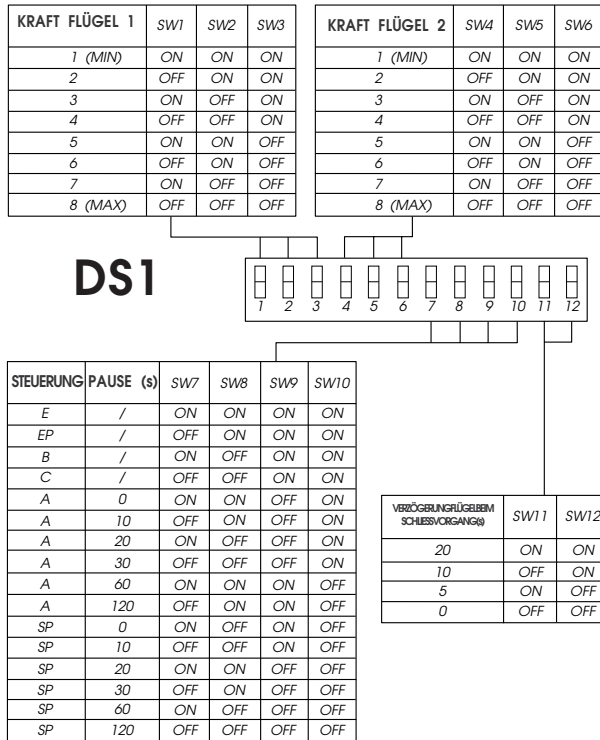 KRAFT FLÜGEL 1 SW1 SW2 SW3
1 (MIN) ON ON ON
2 OFF ON ON
3 ON OFF ON
4 OFF OFF ON
5 ON ON OFF
6 OFF ON OFF
7 ON OFF OFF
8 (MAX) OFF OFF OFF
KRAFT FLÜGEL 2 SW4 SW5 SW6
1 (MIN) ON ON ON
2 OFF ON ON
3 ON OFF ON
4 OFF OFF ON
5 ON ON OFF
6 OFF ON OFF
7 ON OFF OFF
8 (MAX) OFF OFF OFF
DS1
1 2 3 4 5 6 7 8 9 10 11 12
STEUERUNG PAUSE (s) SW7 SW8 SW9 SW10
E / ON ON ON ON
EP / OFF ON ON ON
B / ON OFF ON ON
C / OFF OFF ON ON
A 0 ON ON OFF ON
A 10 OFF ON OFF ON
A 20 ON OFF OFF ON
A 30 OFF OFF OFF ON
A 60 ON ON ON OFF
A 120 OFF ON ON OFF
SP 0 ON OFF ON OFF
SP 10 OFF OFF ON OFF
SP 20 ON ON OFF OFF
SP 30 OFF ON OFF OFF
SP 60 ON OFF OFF OFF
SP 120 OFF OFF OFF OFF
VERZÖGERUNG FLÜGEL BEIM
SCHLIESSVORGANG (s) SW11 SW12
20 ON ON
10 OFF ON
5 ON OFF
0 OFF OFF